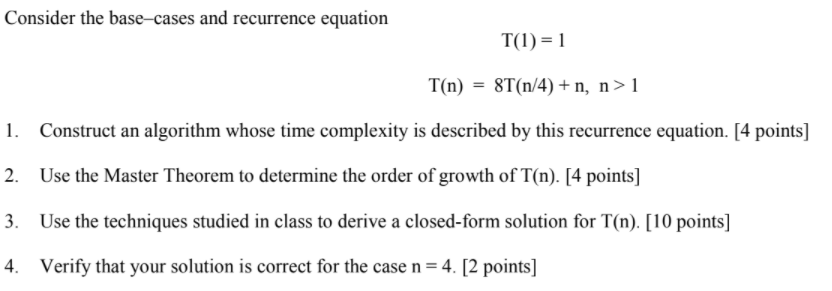 Consider the base–cases and recurrence equation
T(1) = 1
T(n) = 8T(n/4) + n, n > 1
1. Construct an algorithm whose time complexity is described by this recurrence equation. [4 points]
2. Use the Master Theorem to determine the order of growth of T(n). [4 points]
3. Use the techniques studied in class to derive a closed-form solution for T(n). [10 points]
4. Verify that your solution is correct for the case n = 4. [2 points]